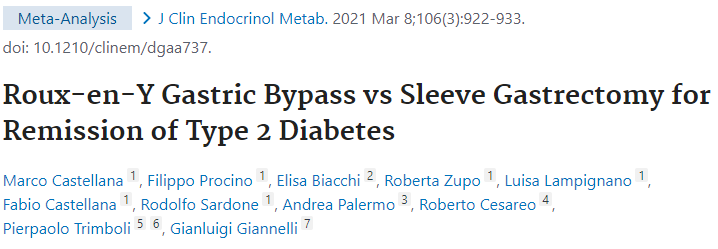 Meta-Analysis > J Clin Endocrinol Metab. 2021 Mar 8;106(3):922-933.
doi: 10.1210/clinem/dgaa737.
Roux-en-Y Gastric Bypass vs Sleeve Gastrectomy for
Remission of Type 2 Diabetes
Marco Castellana 1, Filippo Procino 1, Elisa Biacchi 2, Roberta Zupo 1, Luisa Lampignano 1,
Fabio Castellana 1, Rodolfo Sardone 1, Andrea Palermo 3, Roberto Cesareo 4,
Pierpaolo Trimboli 5 6, Gianluigi Giannelli 7